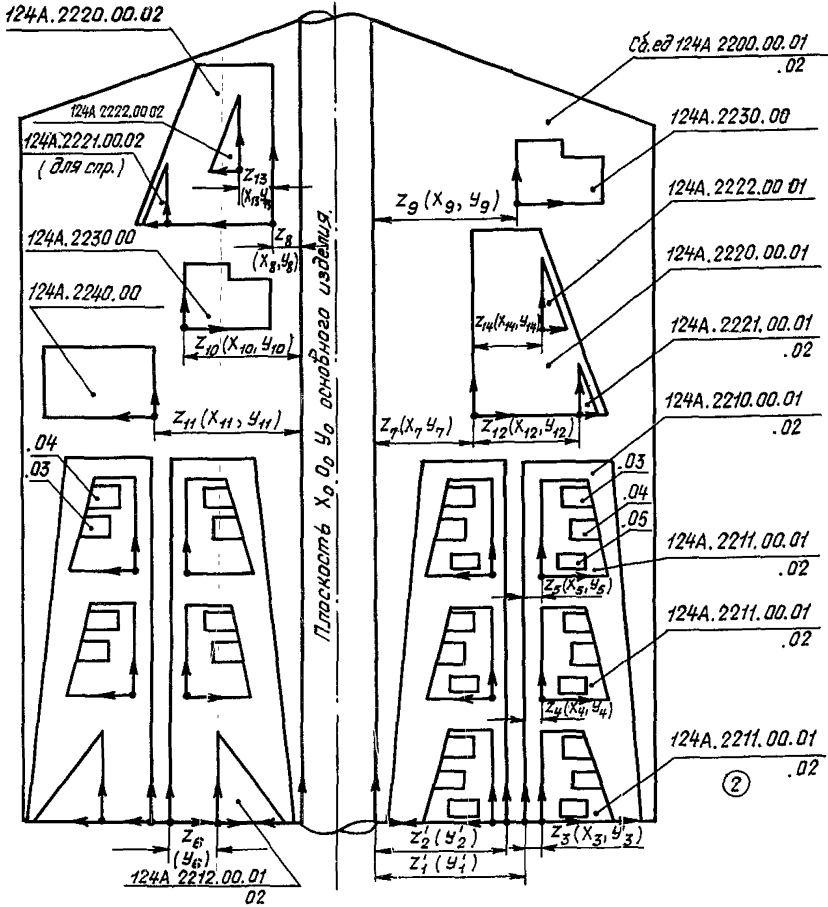 124А.2220.00.02
124А.2222.00.02
124А.2221.00.02
(для спр.)
Z13
(X13 Y13)
Z8
(X8, Y8)
124А.2230 00
124А.2240.00
Z10 (X10, Y10)
Z11 (X11, Y11)
.04
.03
Z6
(У6)
124А 2212.00.01
02
Плоскость X0 O0 Y0 основного изделия.
Сб.ед 124А 2200.00.01
.02
124А.2230.00
Z9 (X9, Y9)
124А.2222.00 01
124А.2220.00.01
Z14 (X14, Y14)
124А.2221.00.01
.02
124А.2210.00.01
.02
Z7 (X7 Y7)
Z12 (X12, Y12)
.03
.04
.05
124А.2211.00.01
.02
Z5 (X5, Y5)
124А.2211.00.01
.02
Z4 (X4, Y4)
124А.2211.00.01
.02
2
Z'2 (У'2)
Z3 (X3, У'3)
Z'1 (У'1)